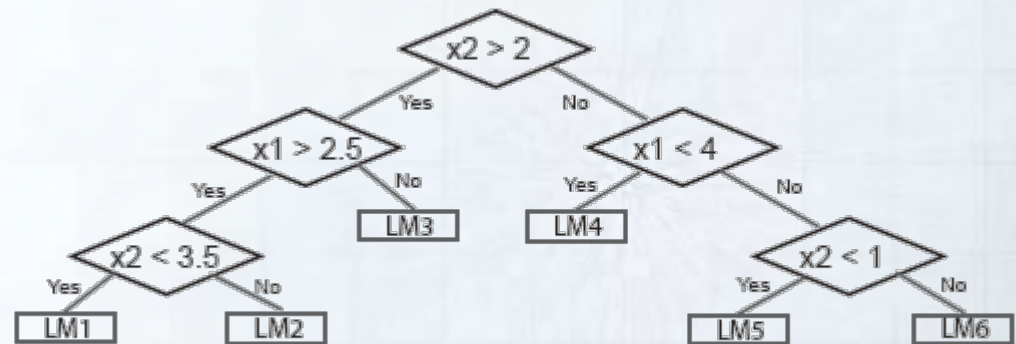 x2 > 2
Yes
No
x1 > 2.5
x1 < 4
Yes
No
Yes
No
LM3
LM4
x2 < 3.5
x2 < 1
Yes
No
Yes
No
LM1
LM2
LM5
LM6